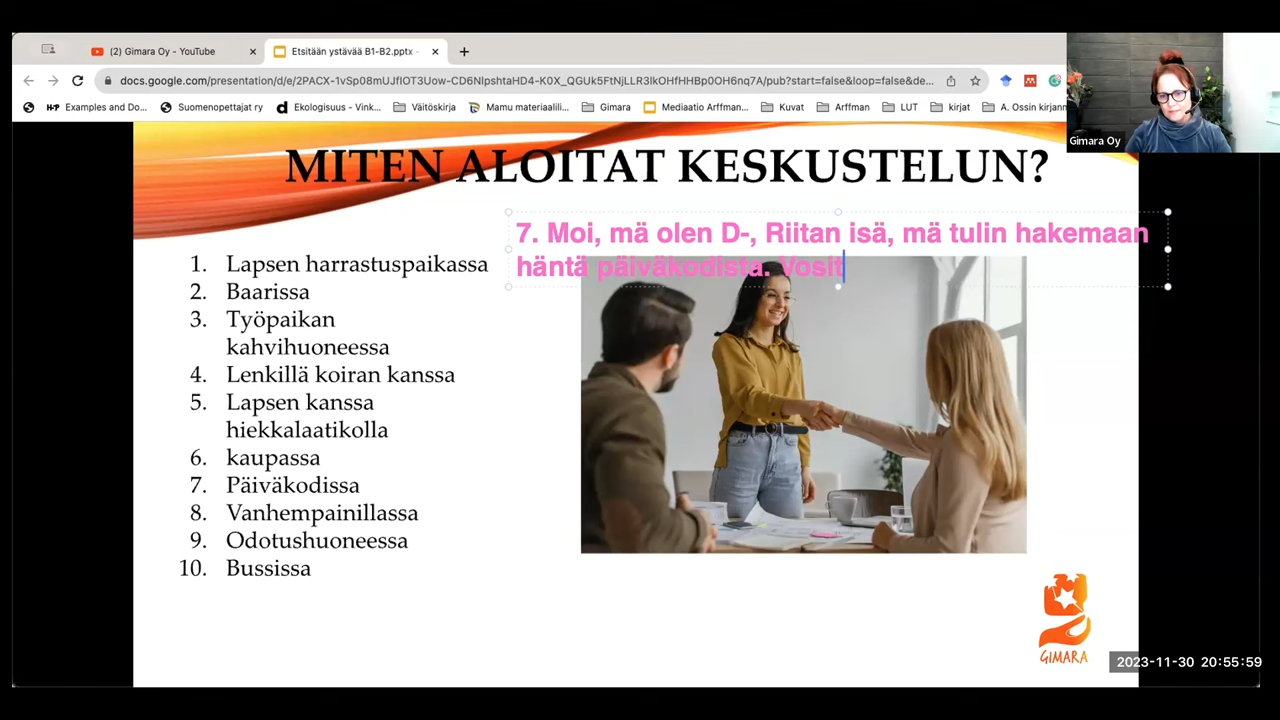 (2) Gimara Oy - YouTube
Etsitään ystävää B1-B2.pptx -
docs.google.com/presentation/d/e/2PACX-1vSp08mUJflOT3Uow-CD6NlpshtaHD4-K0X_QGUk5FtNjLLR3lkOHfHHBp0OH6nq7A/pub?start=false&loop=false&de...
Examples and Do...
Suomenopettajat ry
Ekologisuus - Vink...
Väitöskirja
Mamu materiaalil...
Gimara
Mediaatio Arffman...
Kuvat
Arffman
LUT
kirjat
A. Ossin kirjann
Gimara Oy
MITEN ALOITAT KESKUSTELUN?
7. Moi, mä olen D-, Riitan isä, mä tulin hakemaan
häntä päiväkodista. Vosit
1. Lapsen harrastuspaikassa
2. Baarissa
3. Työpaikan
kahvihuoneessa
4. Lenkillä koiran kanssa
5. Lapsen kanssa
hiekkalaatikolla
6. kaupassa
7. Päiväkodissa
8. Vanhempainillassa
9. Odotushuoneessa
10. Bussissa
GIMARA
2023-11-30 20:55:59